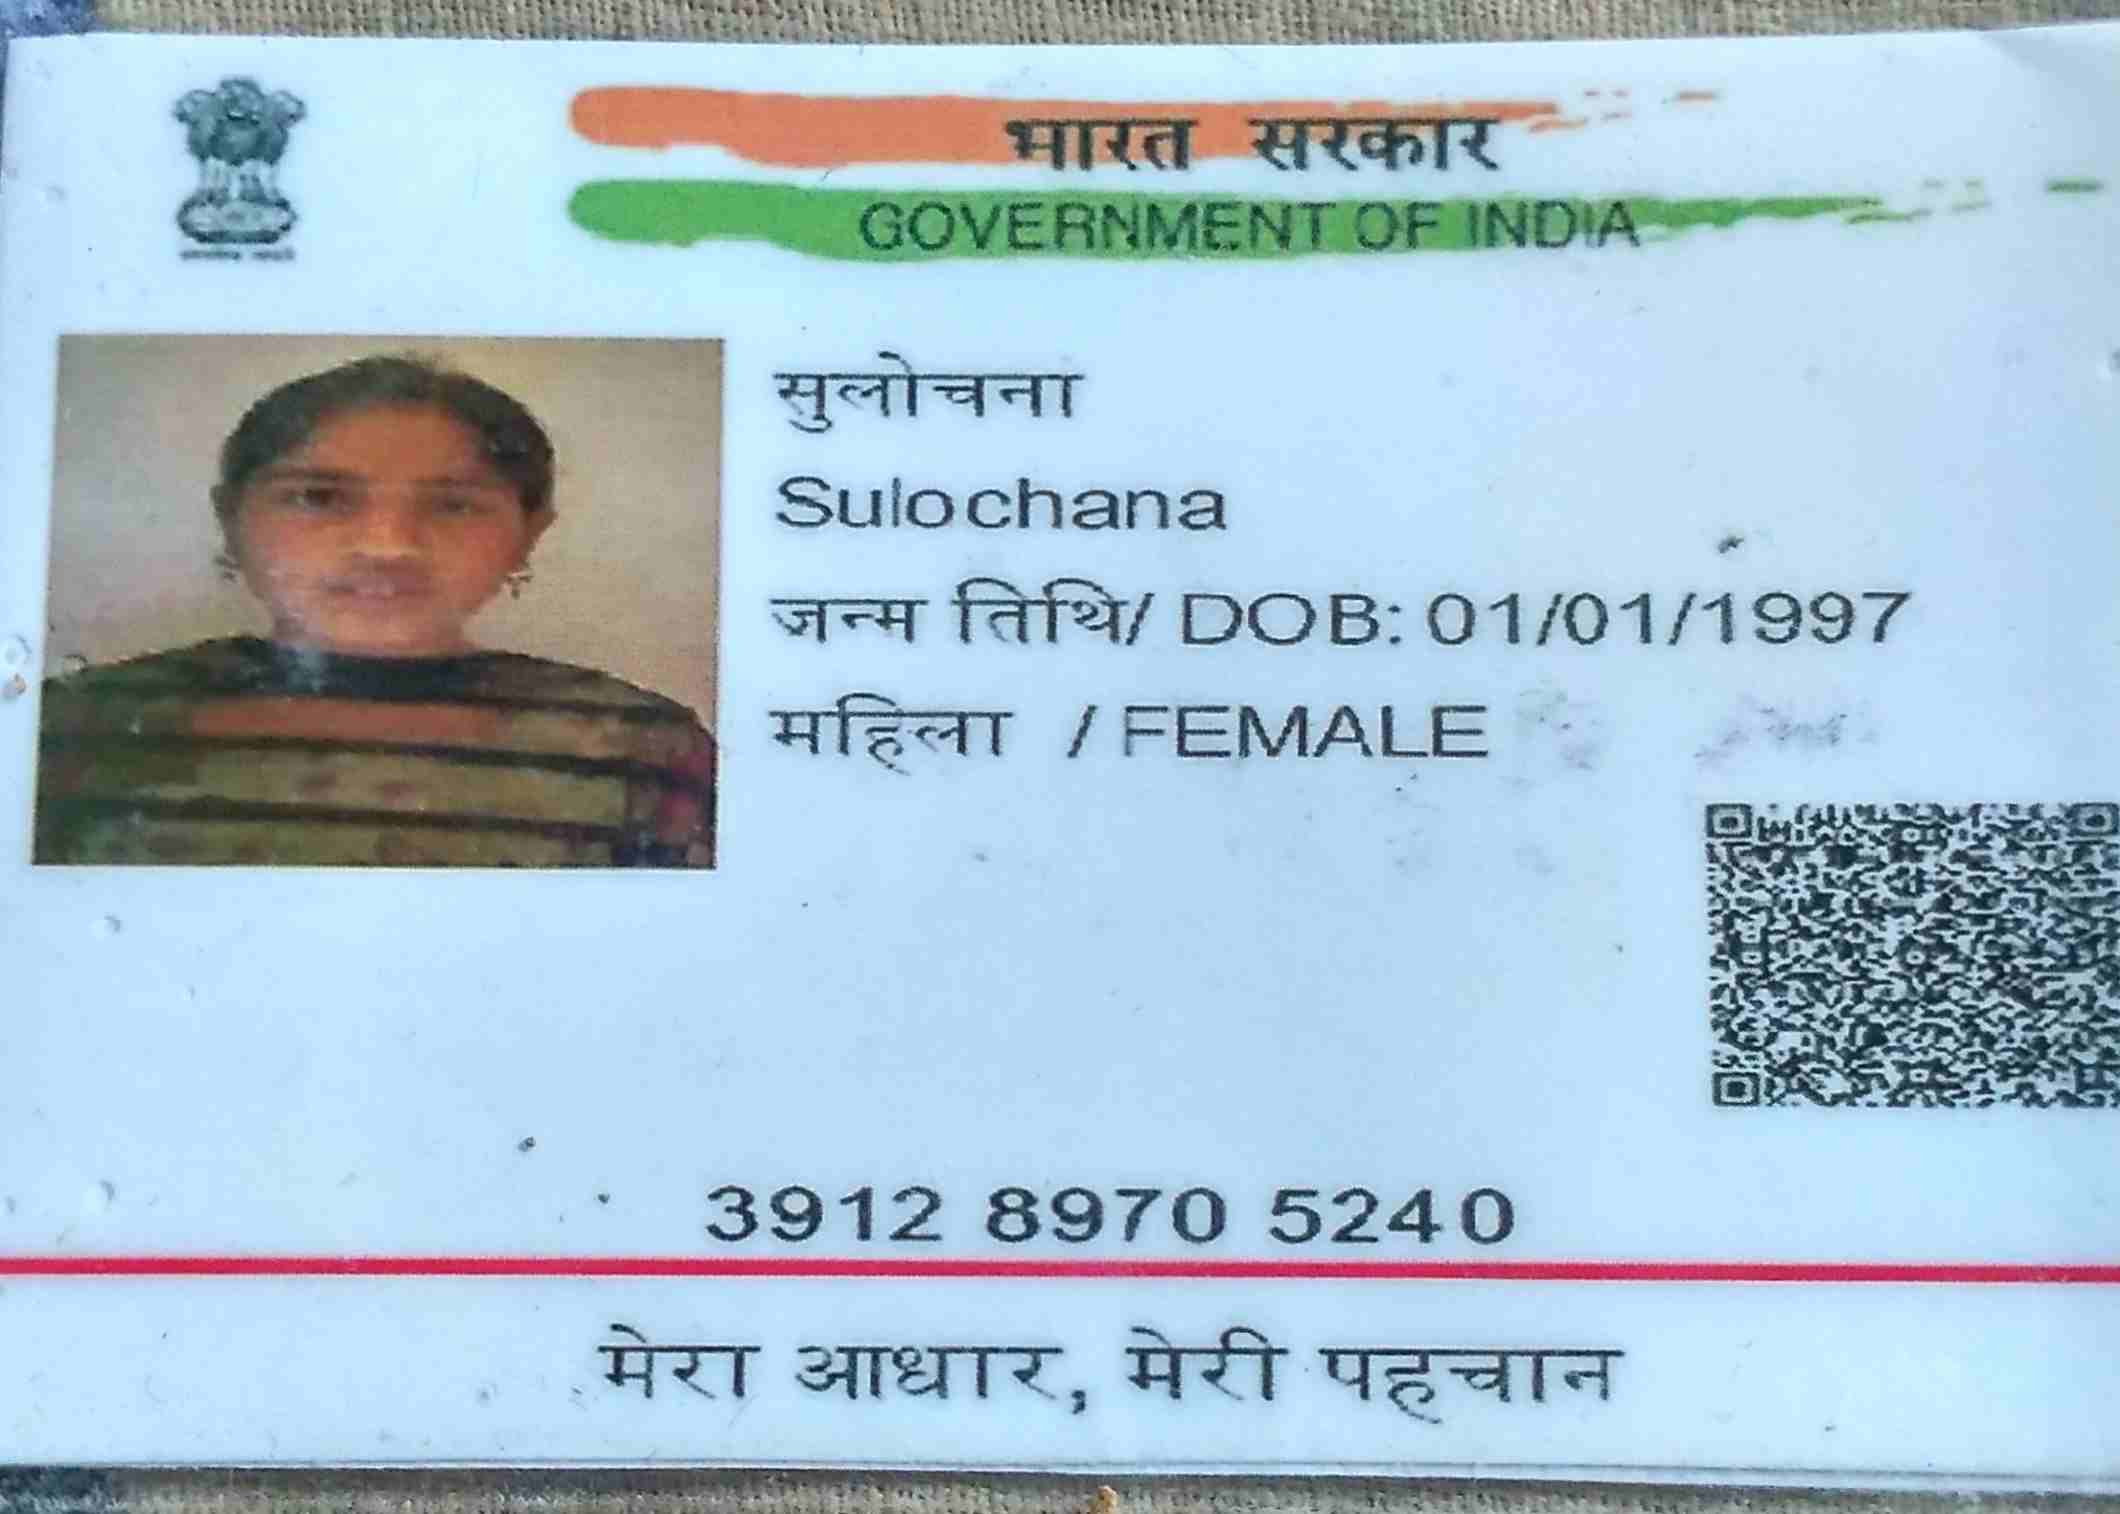 भारत सरकार
GOVERNMENT OF INDIA
सुलोचना
Sulochana
जन्म तिथि/ DOB: 01/01/1997
महिला / FEMALE
3912 8970 5240
मेरा आधार, मेरी पहचान